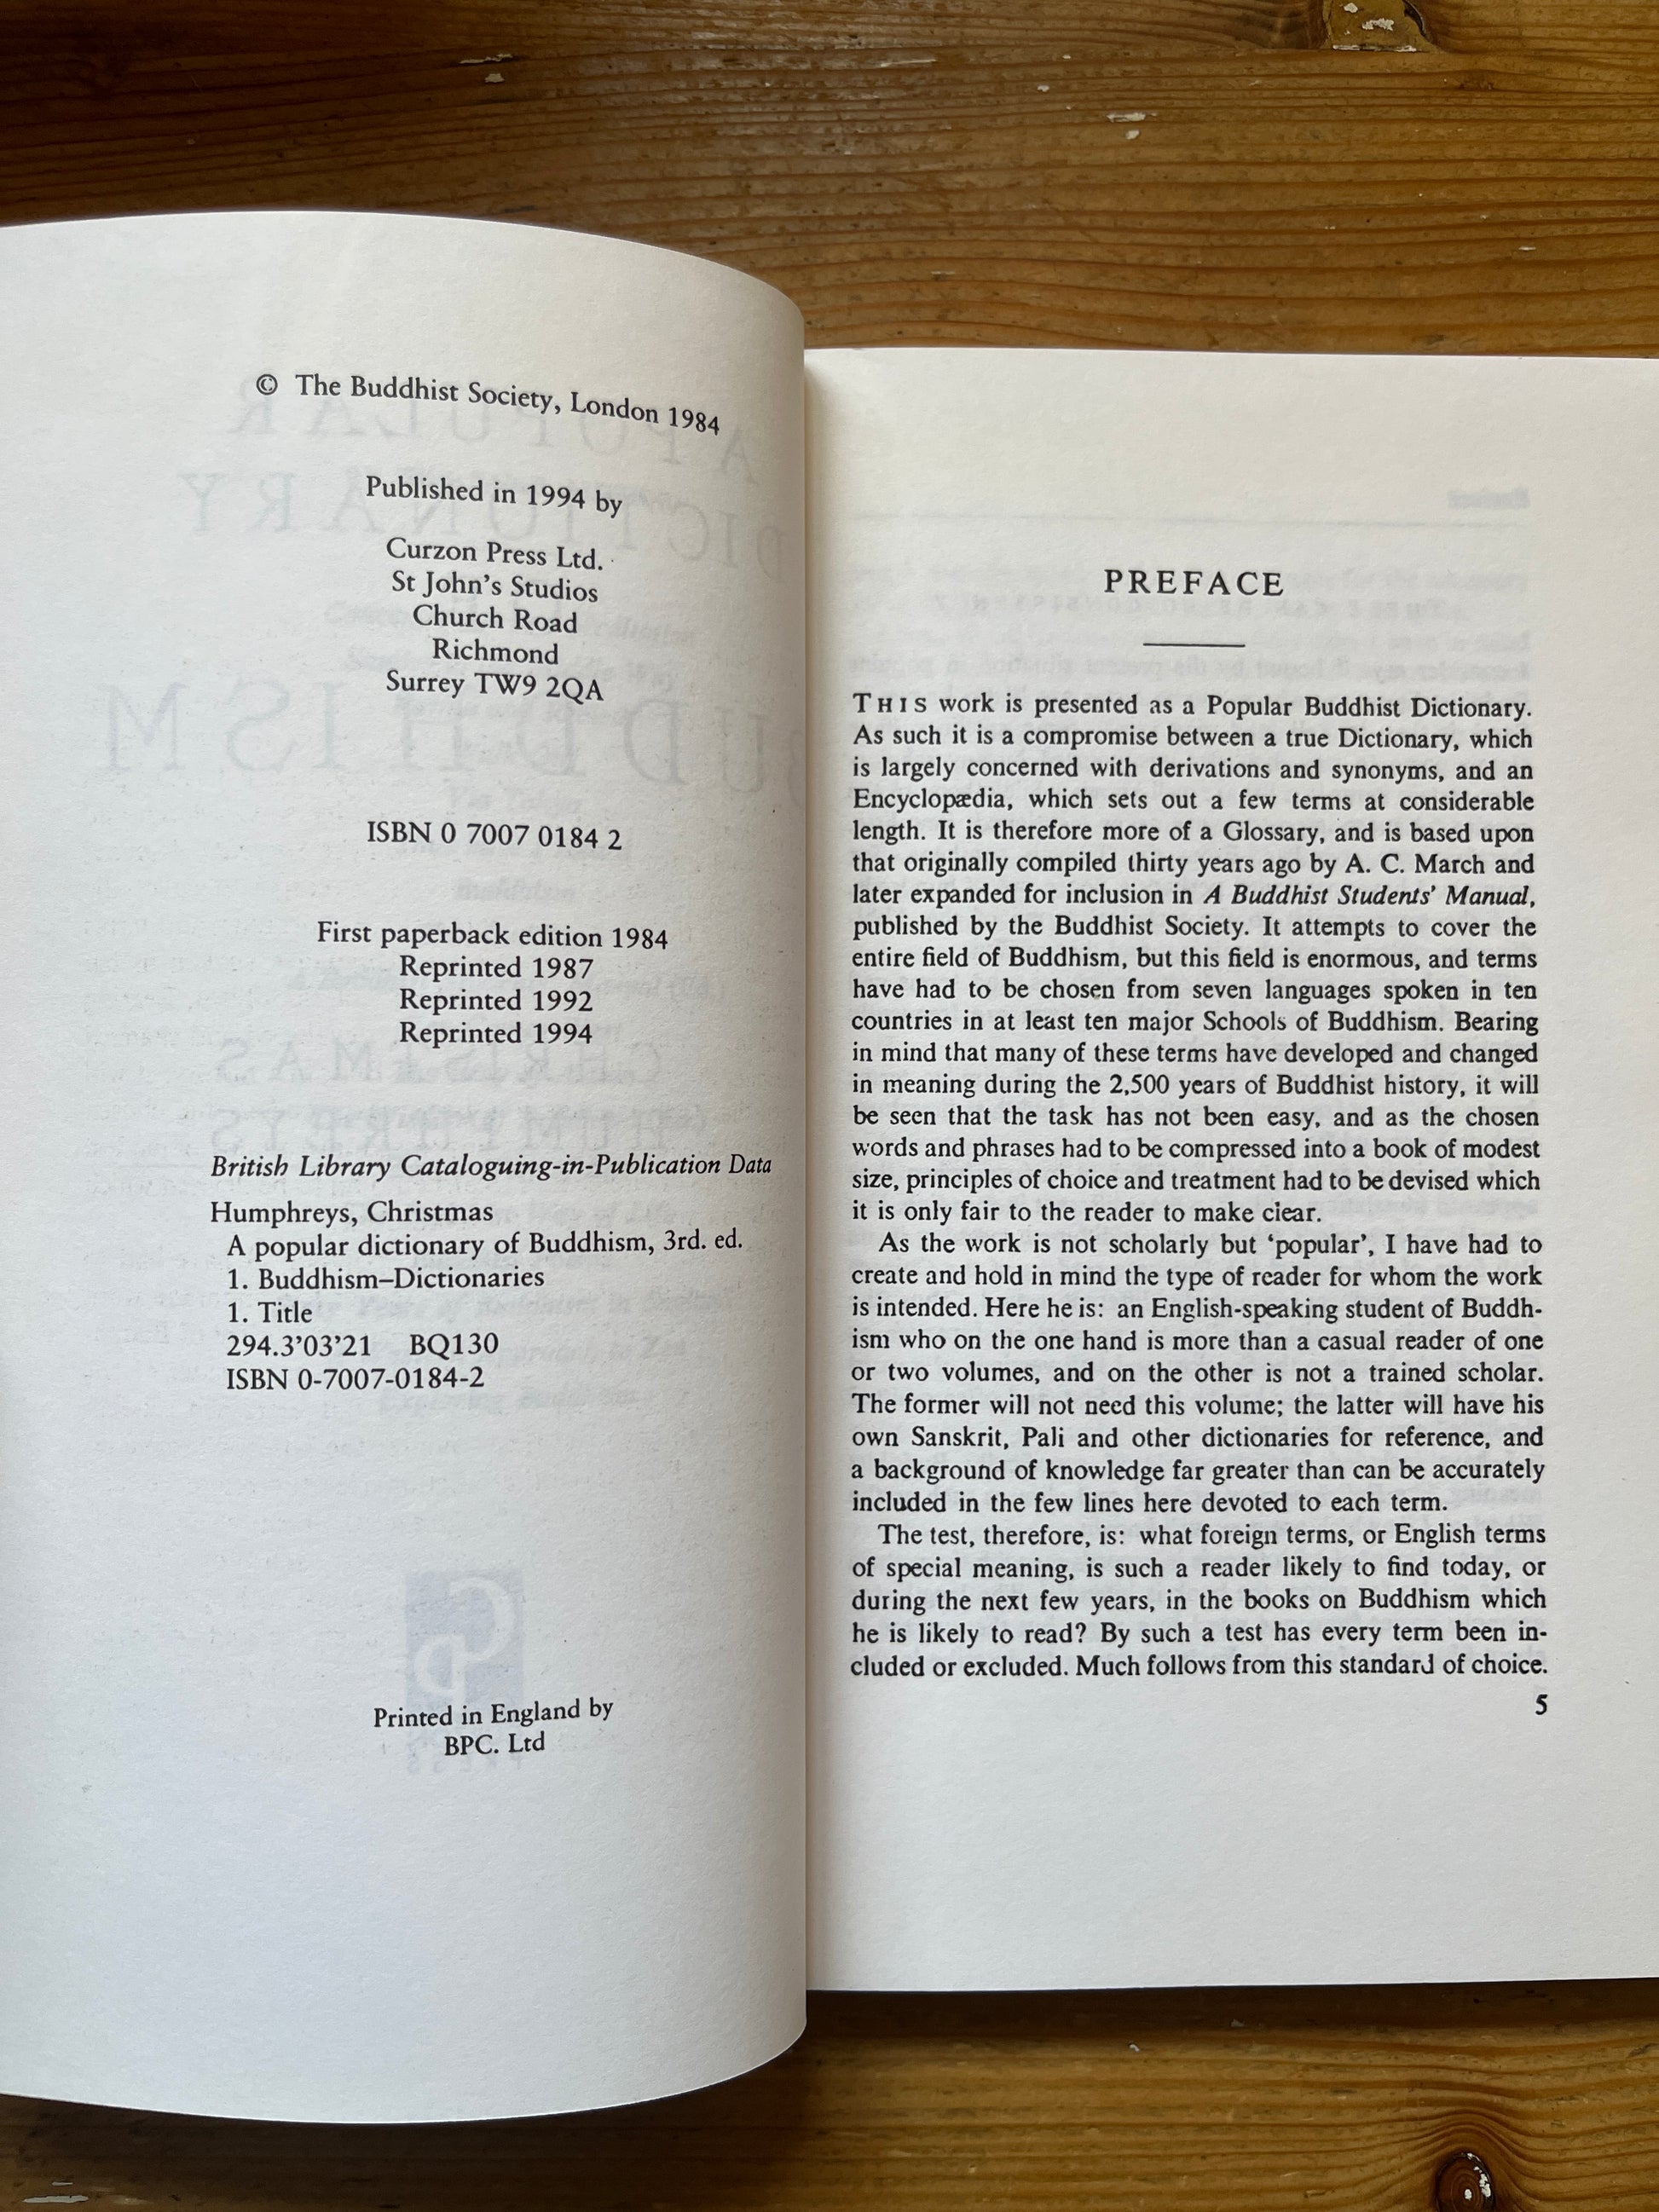 © The Buddhist Society, London 1984
Published in 1994 by
Curzon Press Ltd.
St John's Studios
Church Road
Richmond
Surrey TW9 2QA
ISBN 0 7007 0184 2
First paperback edition 1984
Reprinted 1987
Reprinted 1992
Reprinted 1994
British Library Cataloguing-in-Publication Data
Humphreys, Christmas
A popular dictionary of Buddhism, 3rd. ed.
1. Buddhism–Dictionaries
1. Title
294.3'03'21 BQ130
ISBN 0-7007-0184-2
Printed in England by
BPC. Ltd
PREFACE
THIS work is presented as a Popular Buddhist Dictionary.
As such it is a compromise between a true Dictionary, which
is largely concerned with derivations and synonyms, and an
Encyclopædia, which sets out a few terms at considerable
length. It is therefore more of a Glossary, and is based upon
that originally compiled thirty years ago by A. C. March and
later expanded for inclusion in A Buddhist Students' Manual,
published by the Buddhist Society. It attempts to cover the
entire field of Buddhism, but this field is enormous, and terms
have had to be chosen from seven languages spoken in ten
countries in at least ten major Schools of Buddhism. Bearing
in mind that many of these terms have developed and changed
in meaning during the 2,500 years of Buddhist history, it will
be seen that the task has not been easy, and as the chosen
words and phrases had to be compressed into a book of modest
size, principles of choice and treatment had to be devised which
it is only fair to the reader to make clear.
As the work is not scholarly but 'popular', I have had to
create and hold in mind the type of reader for whom the work
is intended. Here he is: an English-speaking student of Buddh-
ism who on the one hand is more than a casual reader of one
or two volumes, and on the other is not a trained scholar.
The former will not need this volume; the latter will have his
own Sanskrit, Pali and other dictionaries for reference, and
a background of knowledge far greater than can be accurately
included in the few lines here devoted to each term.
The test, therefore, is: what foreign terms, or English terms
of special meaning, is such a reader likely to find today, or
during the next few years, in the books on Buddhism which
he is likely to read? By such a test has every term been in-
cluded or excluded. Much follows from this standard of choice.
5